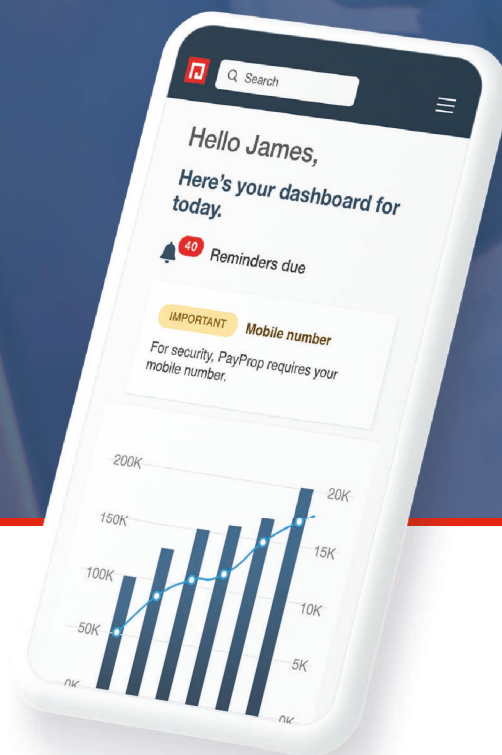 Search
Hello James,
Here's your dashboard for
today.
40 Reminders due
IMPORTANT Mobile number
For security, PayProp requires your
mobile number.
200K 20K
150K 15K
100K 10K
50K 5K
0K 0K